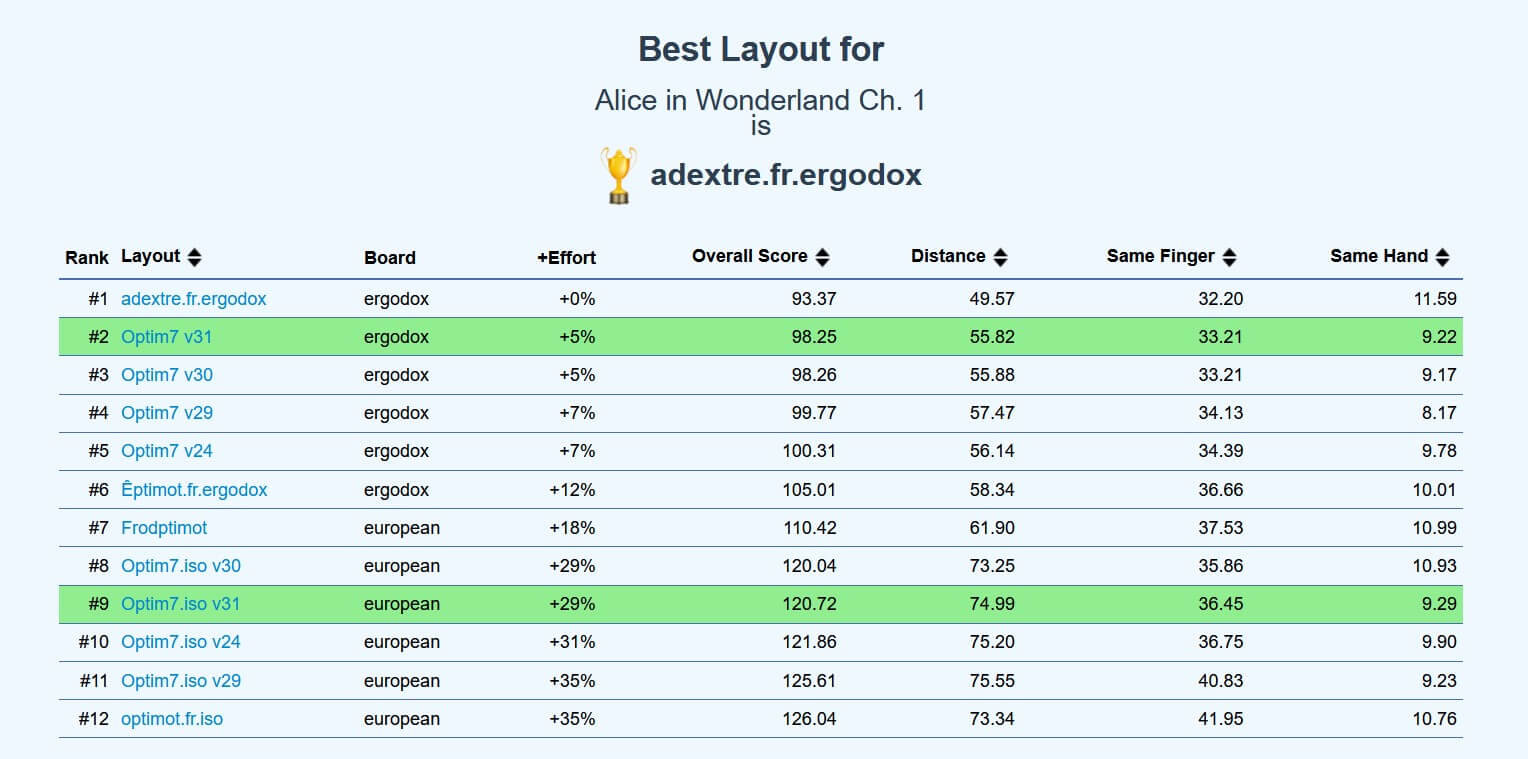 Best Layout for
Alice in Wonderland Ch. 1
is
adextre.fr.ergodox
Rank Layout Board +Effort Overall Score Distance Same Finger Same Hand
#1 adextre.fr.ergodox ergodox +0% 93.37 49.57 32.20 11.59
#2 Optim7 v31 ergodox +5% 98.25 55.82 33.21 9.22
#3 Optim7 v30 ergodox +5% 98.26 55.88 33.21 9.17
#4 Optim7 v29 ergodox +7% 99.77 57.47 34.13 8.17
#5 Optim7 v24 ergodox +7% 100.31 56.14 34.39 9.78
#6 Êptimot.fr.ergodox ergodox +12% 105.01 58.34 36.66 10.01
#7 Frodptimot european +18% 110.42 61.90 37.53 10.99
#8 Optim7.iso v30 european +29% 120.04 73.25 35.86 10.93
#9 Optim7.iso v31 european +29% 120.72 74.99 36.45 9.29
#10 Optim7.iso v24 european +31% 121.86 75.20 36.75 9.90
#11 Optim7.iso v29 european +35% 125.61 75.55 40.83 9.23
#12 optimot.fr.iso european +35% 126.04 73.34 41.95 10.76